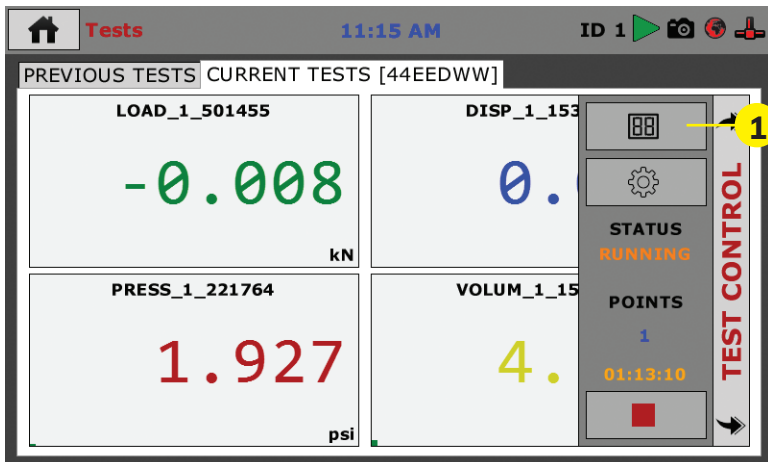 Tests 11:15 AM ID 1
PREVIOUS TESTS CURRENT TESTS [44EEDWW]
LOAD_1_501455
-0.008
kN
DISP_1_153
0.
PRESS_1_221764
1.927
psi
VOLUM_1_15
4.
88
1
STATUS
RUNNING
POINTS
1
01:13:10
TEST CONTROL